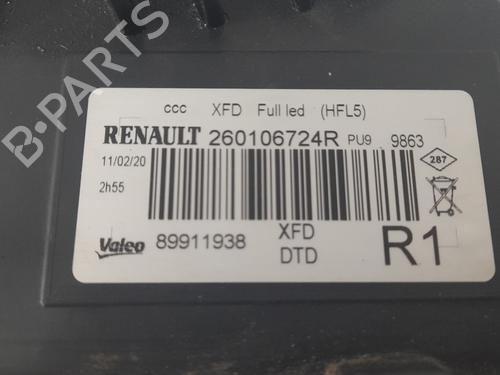 B-PARTS
ccc XFD Full led (HFL5)
RENAULT 260106724R PU9 9863
11/02/20
287
2h55
Valeo 89911938 XFD
DTD
R1